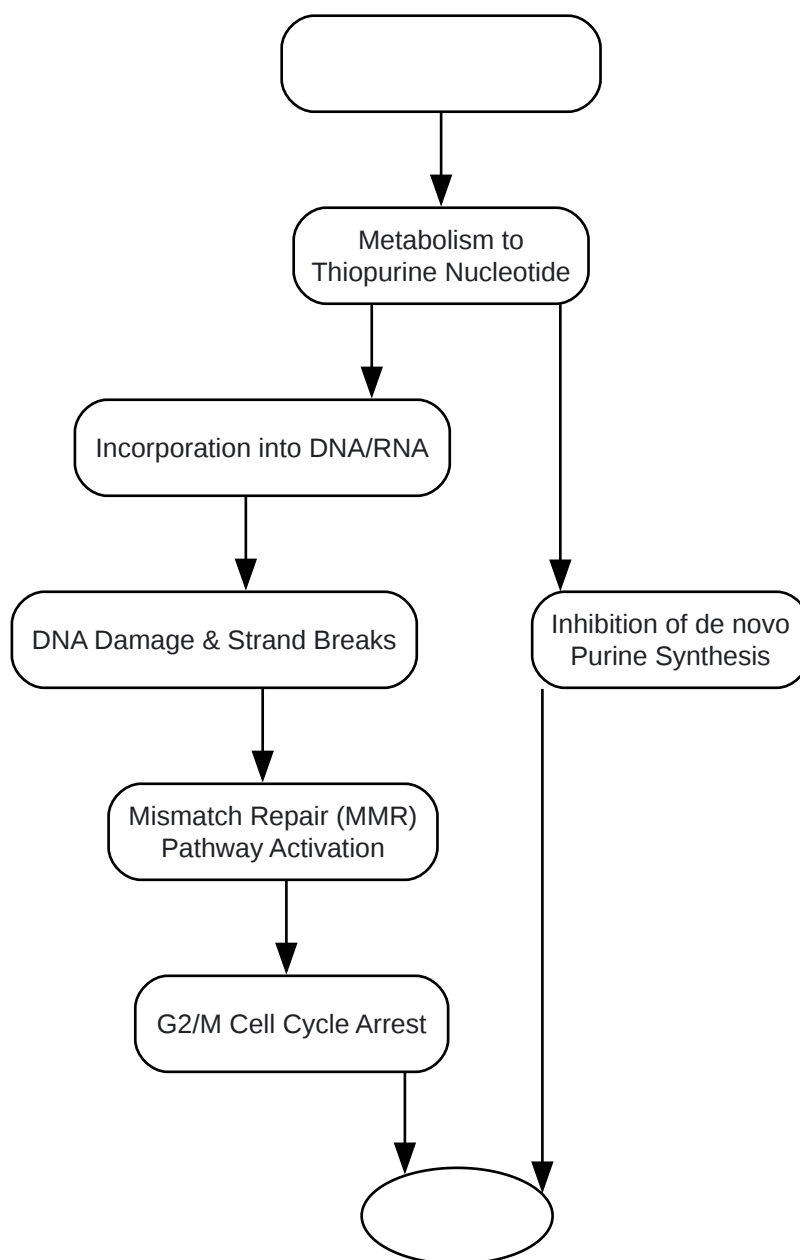 Metabolism to
Thiopurine Nucleotide
Incorporation into DNA/RNA
DNA Damage & Strand Breaks
Inhibition of de novo
Purine Synthesis
Mismatch Repair (MMR)
Pathway Activation
G2/M Cell Cycle Arrest